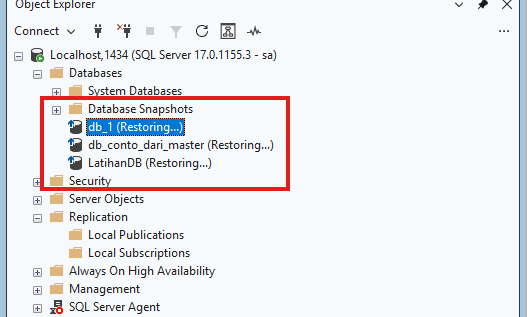 Object Explorer
Connect
Localhost,1434 (SQL Server 17.0.1155.3 - sa)
Databases
System Databases
Database Snapshots
db_1 (Restoring...)
db_conto_dari_master (Restoring...)
LatihanDB (Restoring...)
Security
Server Objects
Replication
Local Publications
Local Subscriptions
Always On High Availability
Management
SQL Server Agent